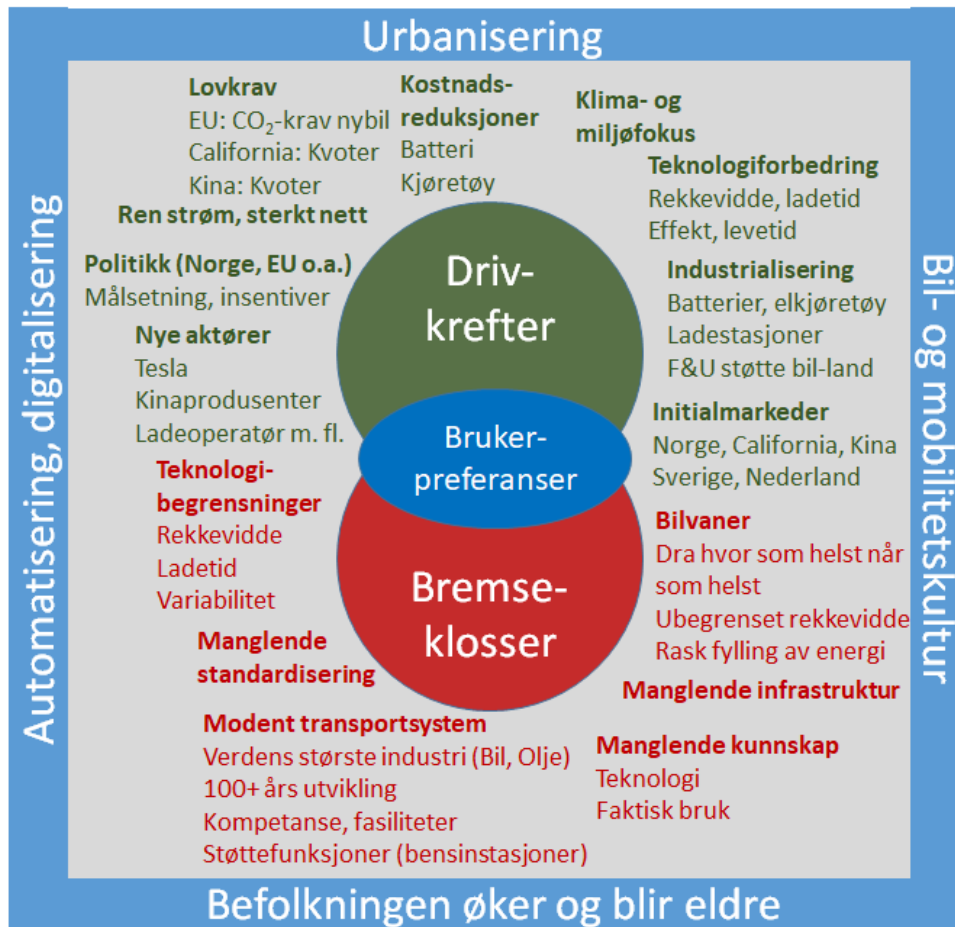 Urbanisering
Lovkrav
EU: CO₂-krav nybil
California: Kvoter
Kina: Kvoter
Ren strøm, sterkt nett
Kostnads-
reduksjoner
Batteri
Kjøretøy
Klima- og
miljøfokus
Teknologiforbedring
Rekkevidde, ladetid
Effekt, levetid
Politikk (Norge, EU o.a.)
Målsetning, insentiver
Industrialisering
Batterier, elkjøretøy
Ladestasjoner
F&U støtte bil-land
Nye aktører
Tesla
Kinaprodusenter
Ladeoperatør m. fl.
Initialmarkeder
Norge, California, Kina
Sverige, Nederland
Driv-
krefter
Bruker-
preferanser
Bremse-
klosser
Teknologi-
begrensninger
Rekkevidde
Ladetid
Variabilitet
Bilvaner
Dra hvor som helst når
som helst
Ubegrenset rekkevidde
Rask fylling av energi
Manglende
standardisering
Manglende infrastruktur
Modent transportsystem
Verdens største industri (Bil, Olje)
100+ års utvikling
Kompetanse, fasiliteter
Støttefunksjoner (bensinstasjoner)
Manglende kunnskap
Teknologi
Faktisk bruk
Automatisering, digitalisering
Bil- og mobilitetskultur
Befolkningen øker og blir eldre